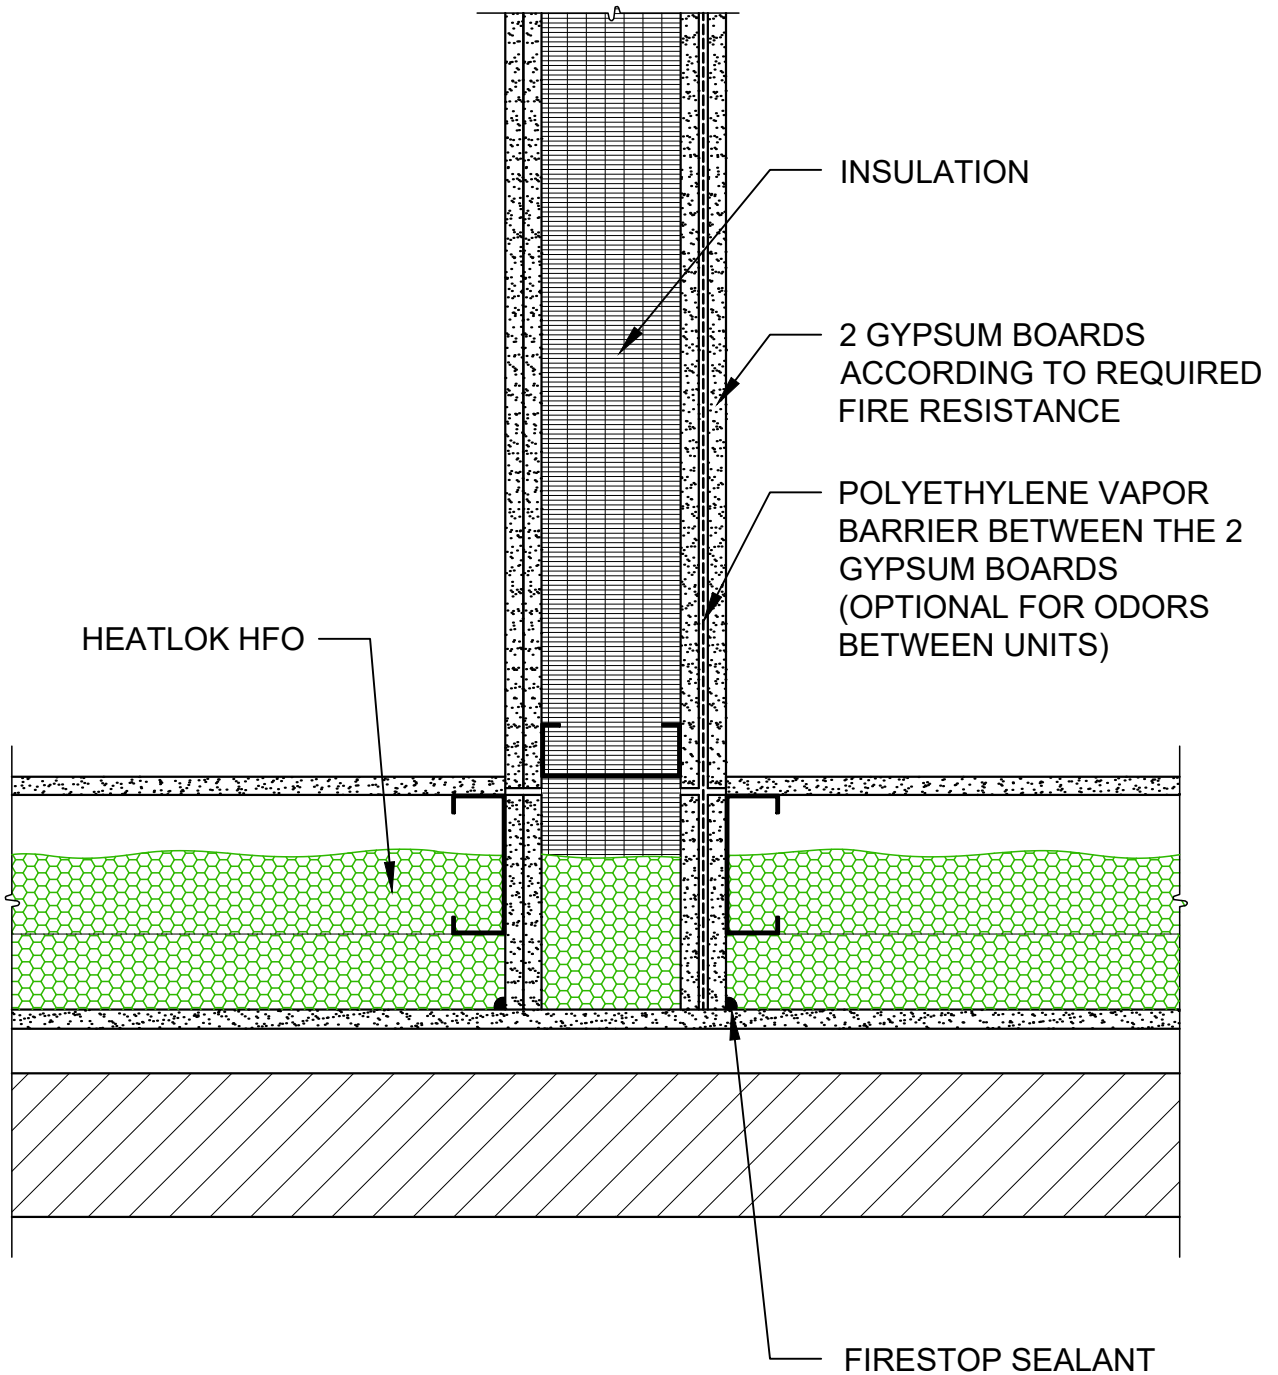 INSULATION
2 GYPSUM BOARDS
ACCORDING TO REQUIRED
FIRE RESISTANCE
POLYETHYLENE VAPOR
BARRIER BETWEEN THE 2
GYPSUM BOARDS
(OPTIONAL FOR ODORS
BETWEEN UNITS)
HEATLOK HFO
FIRESTOP SEALANT